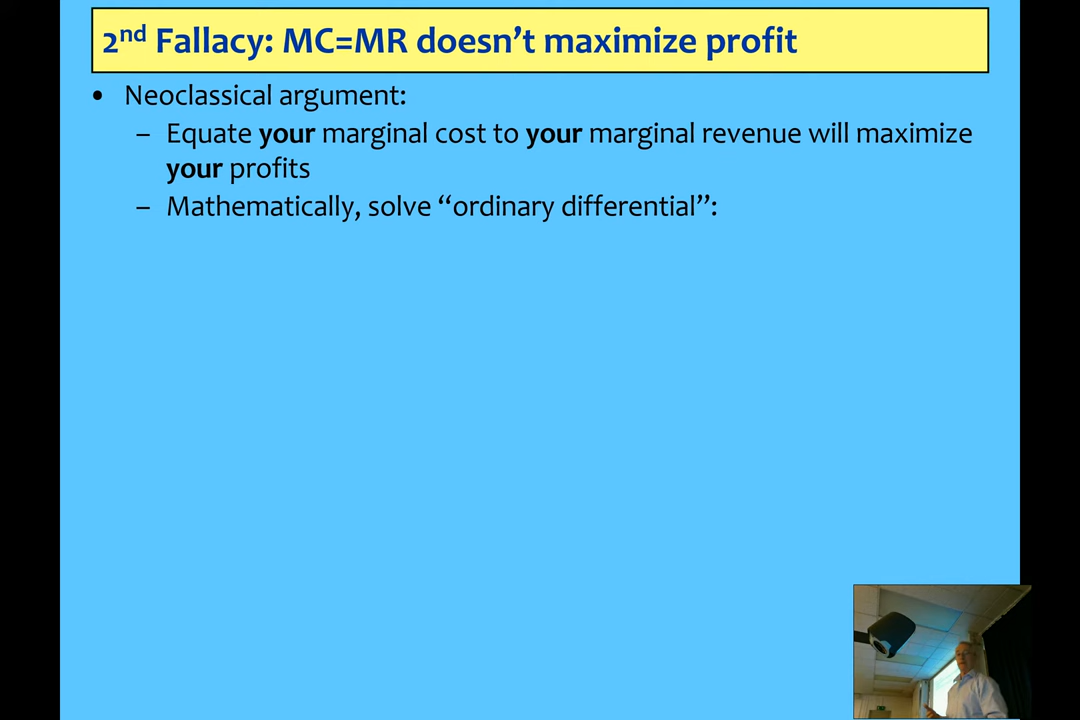 2nd Fallacy: MC=MR doesn’t maximize profit
• Neoclassical argument:
– Equate your marginal cost to your marginal revenue will maximize
your profits
– Mathematically, solve “ordinary differential”: